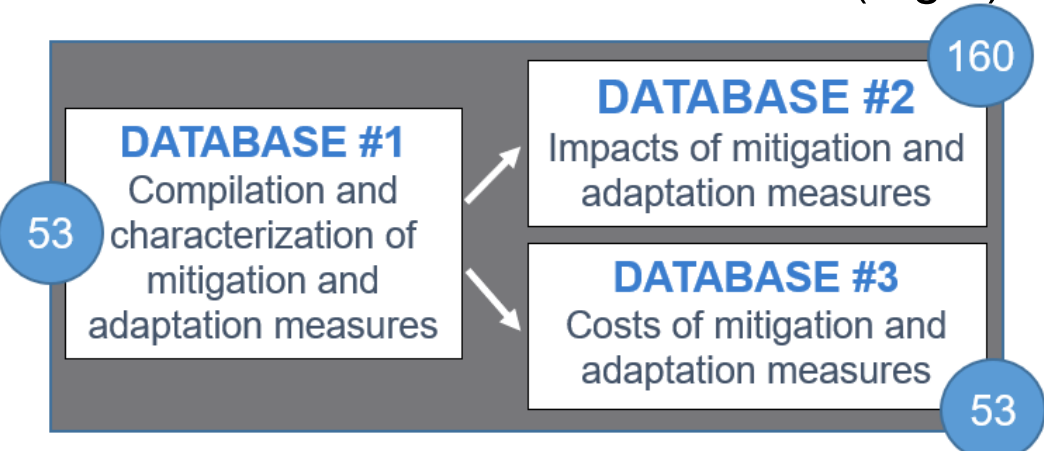 53
DATABASE #1
Compilation and
characterization of
mitigation and
adaptation measures
160
DATABASE #2
Impacts of mitigation and
adaptation measures
DATABASE #3
Costs of mitigation and
adaptation measures
53